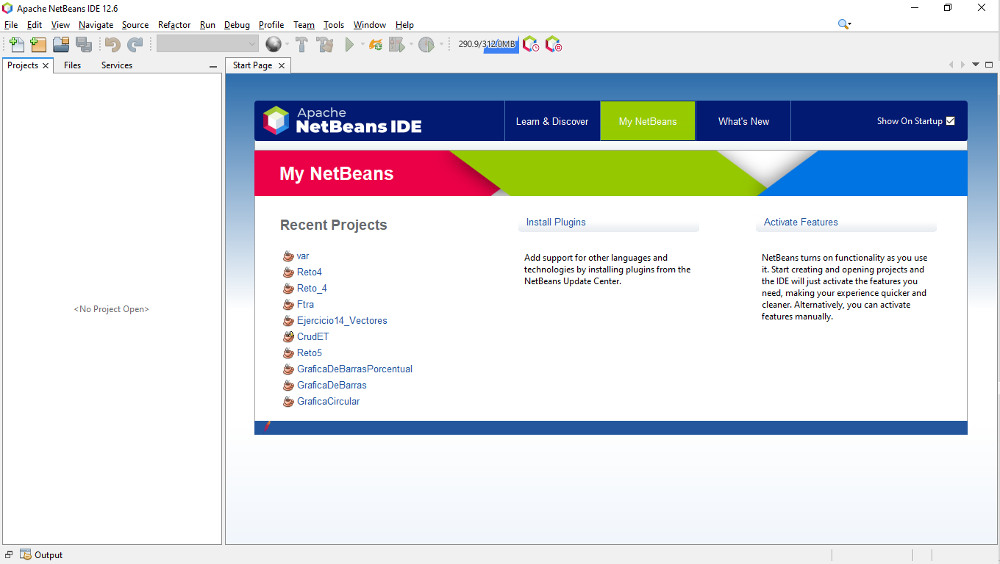 Apache NetBeans IDE 12.6
File Edit View Navigate Source Refactor Run Debug Profile Team Tools Window Help
290.9/312.0MB
Projects Files Services
Start Page
<No Project Open>
Apache
NetBeans IDE
Learn & Discover My NetBeans What's New Show On Startup
My NetBeans
Recent Projects
var
Reto4
Reto_4
Ftra
Ejercicio14_Vectores
CrudET
Reto5
GraficaDeBarrasPorcentual
GraficaDeBarras
GraficaCircular
Install Plugins
Add support for other languages and
technologies by installing plugins from the
NetBeans Update Center.
Activate Features
NetBeans turns on functionality as you use
it. Start creating and opening projects and
the IDE will just activate the features you
need, making your experience quicker and
cleaner. Alternatively, you can activate
features manually.
Output